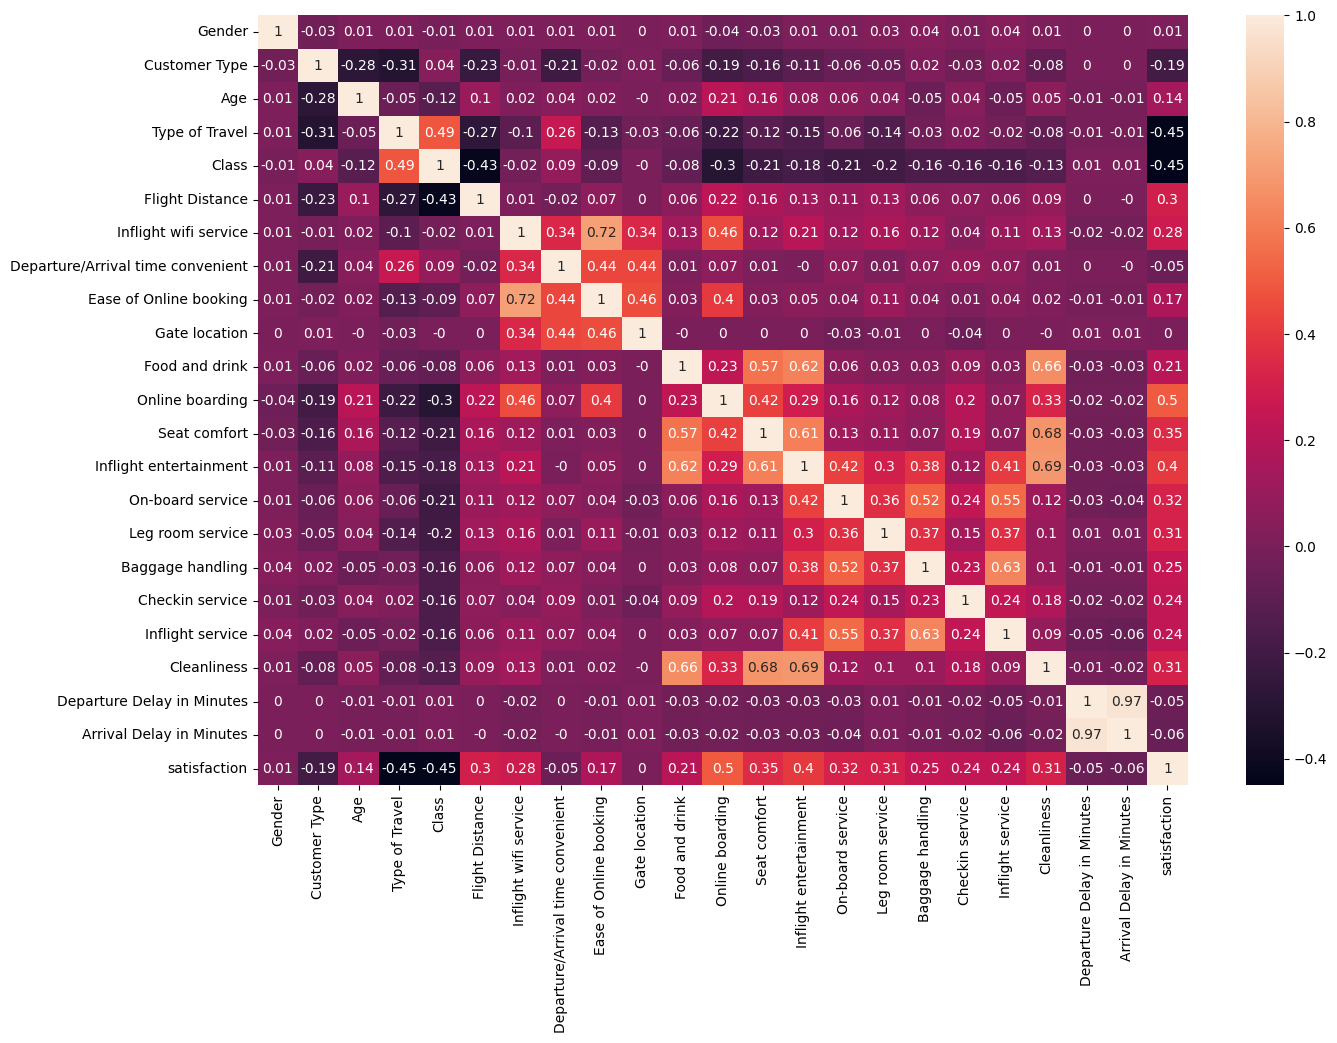 Gender 1 -0.03 0.01 0.01 -0.01 0.01 0.01 0.01 0.01 0 0.01 -0.04 -0.03 0.01 0.01 0.03 0.04 0.01 0.04 0.01 0 0 0.01
Customer Type -0.03 1 -0.28 -0.31 0.04 -0.23 -0.01 -0.21 -0.02 0.01 -0.06 -0.19 -0.16 -0.11 -0.06 -0.05 0.02 -0.03 0.02 -0.08 0 0 -0.19
Age 0.01 -0.28 1 -0.05 -0.12 0.1 0.02 0.04 0.02 -0 0.02 0.21 0.16 0.08 0.06 0.04 -0.05 0.04 -0.05 0.05 -0.01 -0.01 0.14
Type of Travel 0.01 -0.31 -0.05 1 0.49 -0.27 -0.1 0.26 -0.13 -0.03 -0.06 -0.22 -0.12 -0.15 -0.06 -0.14 -0.03 0.02 -0.02 -0.08 -0.01 -0.01 -0.45
Class -0.01 0.04 -0.12 0.49 1 -0.43 -0.02 0.09 -0.09 -0 -0.08 -0.3 -0.21 -0.18 -0.21 -0.2 -0.16 -0.16 -0.16 -0.13 0.01 0.01 -0.45
Flight Distance 0.01 -0.23 0.1 -0.27 -0.43 1 0.01 -0.02 0.07 0 0.06 0.22 0.16 0.13 0.11 0.13 0.06 0.07 0.06 0.09 0 -0 0.3
Inflight wifi service 0.01 -0.01 0.02 -0.1 -0.02 0.01 1 0.34 0.72 0.34 0.13 0.46 0.12 0.21 0.12 0.16 0.12 0.04 0.11 0.13 -0.02 -0.02 0.28
Departure/Arrival time convenient 0.01 -0.21 0.04 0.26 0.09 -0.02 0.34 1 0.44 0.44 0.01 0.07 0.01 -0 0.07 0.01 0.07 0.09 0.07 0.01 0 -0 -0.05
Ease of Online booking 0.01 -0.02 0.02 -0.13 -0.09 0.07 0.72 0.44 1 0.46 0.03 0.4 0.03 0.05 0.04 0.11 0.04 0.01 0.04 0.02 -0.01 -0.01 0.17
Gate location 0 0.01 -0 -0.03 -0 0 0.34 0.44 0.46 1 -0 0 0 0 -0.03 -0.01 0 -0.04 0 -0 0.01 0.01 0
Food and drink 0.01 -0.06 0.02 -0.06 -0.08 0.06 0.13 0.01 0.03 -0 1 0.23 0.57 0.62 0.06 0.03 0.03 0.09 0.03 0.66 -0.03 -0.03 0.21
Online boarding -0.04 -0.19 0.21 -0.22 -0.3 0.22 0.46 0.07 0.4 0 0.23 1 0.42 0.29 0.16 0.12 0.08 0.2 0.07 0.33 -0.02 -0.02 0.5
Seat comfort -0.03 -0.16 0.16 -0.12 -0.21 0.16 0.12 0.01 0.03 0 0.57 0.42 1 0.61 0.13 0.11 0.07 0.19 0.07 0.68 -0.03 -0.03 0.35
Inflight entertainment 0.01 -0.11 0.08 -0.15 -0.18 0.13 0.21 -0 0.05 0 0.62 0.29 0.61 1 0.42 0.3 0.38 0.12 0.41 0.69 -0.03 -0.03 0.4
On-board service 0.01 -0.06 0.06 -0.06 -0.21 0.11 0.12 0.07 0.04 -0.03 0.06 0.16 0.13 0.42 1 0.36 0.52 0.24 0.55 0.12 -0.03 -0.04 0.32
Leg room service 0.03 -0.05 0.04 -0.14 -0.2 0.13 0.16 0.01 0.11 -0.01 0.03 0.12 0.11 0.3 0.36 1 0.37 0.15 0.37 0.1 0.01 0.01 0.31
Baggage handling 0.04 0.02 -0.05 -0.03 -0.16 0.06 0.12 0.07 0.04 0 0.03 0.08 0.07 0.38 0.52 0.37 1 0.23 0.63 0.1 -0.01 -0.01 0.25
Checkin service 0.01 -0.03 0.04 0.02 -0.16 0.07 0.04 0.09 0.01 -0.04 0.09 0.2 0.19 0.12 0.24 0.15 0.23 1 0.24 0.18 -0.02 -0.02 0.24
Inflight service 0.04 0.02 -0.05 -0.02 -0.16 0.06 0.11 0.07 0.04 0 0.03 0.07 0.07 0.41 0.55 0.37 0.63 0.24 1 0.09 -0.05 -0.06 0.24
Cleanliness 0.01 -0.08 0.05 -0.08 -0.13 0.09 0.13 0.01 0.02 -0 0.66 0.33 0.68 0.69 0.12 0.1 0.1 0.18 0.09 1 -0.01 -0.02 0.31
Departure Delay in Minutes 0 0 -0.01 -0.01 0.01 0 -0.02 0 -0.01 0.01 -0.03 -0.02 -0.03 -0.03 -0.03 0.01 -0.01 -0.02 -0.05 -0.01 1 0.97 -0.05
Arrival Delay in Minutes 0 0 -0.01 -0.01 0.01 -0 -0.02 -0 -0.01 0.01 -0.03 -0.02 -0.03 -0.03 -0.04 0.01 -0.01 -0.02 -0.06 -0.02 0.97 1 -0.06
satisfaction 0.01 -0.19 0.14 -0.45 -0.45 0.3 0.28 -0.05 0.17 0 0.21 0.5 0.35 0.4 0.32 0.31 0.25 0.24 0.24 0.31 -0.05 -0.06 1
Gender
Customer Type
Age
Type of Travel
Class
Flight Distance
Inflight wifi service
Departure/Arrival time convenient
Ease of Online booking
Gate location
Food and drink
Online boarding
Seat comfort
Inflight entertainment
On-board service
Leg room service
Baggage handling
Checkin service
Inflight service
Cleanliness
Departure Delay in Minutes
Arrival Delay in Minutes
satisfaction
1.0
0.8
0.6
0.4
0.2
0.0
−0.2
−0.4